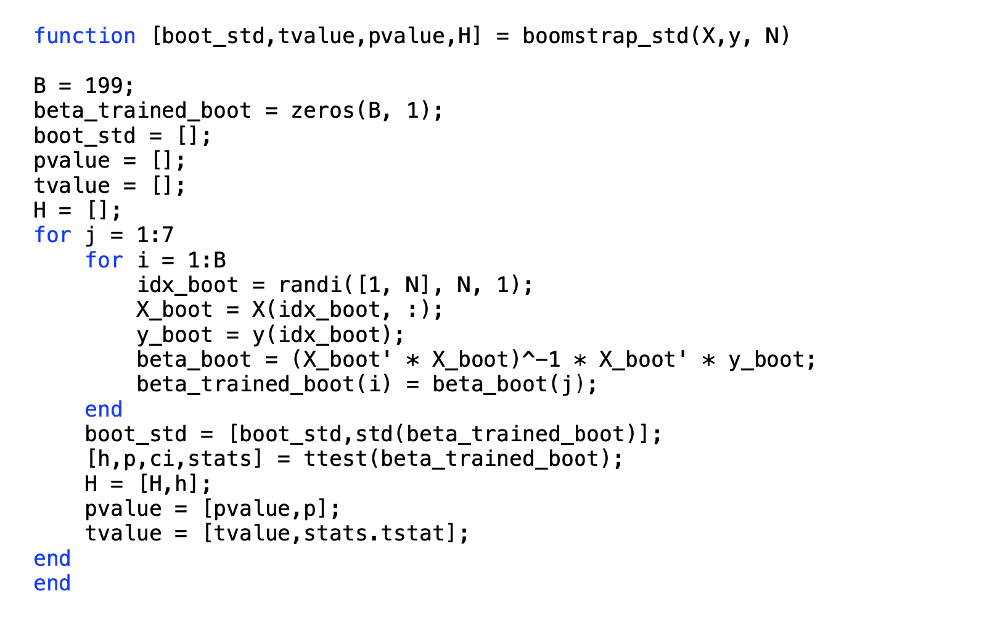 function [boot_std,tvalue,pvalue,H] = boomstrap_std(X,y, N)
B = 199;
beta_trained_boot = zeros(B, 1);
boot_std = [];
pvalue = [];
tvalue = [];
H = [];
for j = 1:7
    for i = 1:B
        idx_boot = randi([1, N], N, 1);
        X_boot = X(idx_boot, :);
        y_boot = y(idx_boot);
        beta_boot = (X_boot' * X_boot)^-1 * X_boot' * y_boot;
        beta_trained_boot(i) = beta_boot(j);
    end
    boot_std = [boot_std,std(beta_trained_boot)];
    [h,p,ci,stats] = ttest(beta_trained_boot);
    H = [H,h];
    pvalue = [pvalue,p];
    tvalue = [tvalue,stats.tstat];
end
end